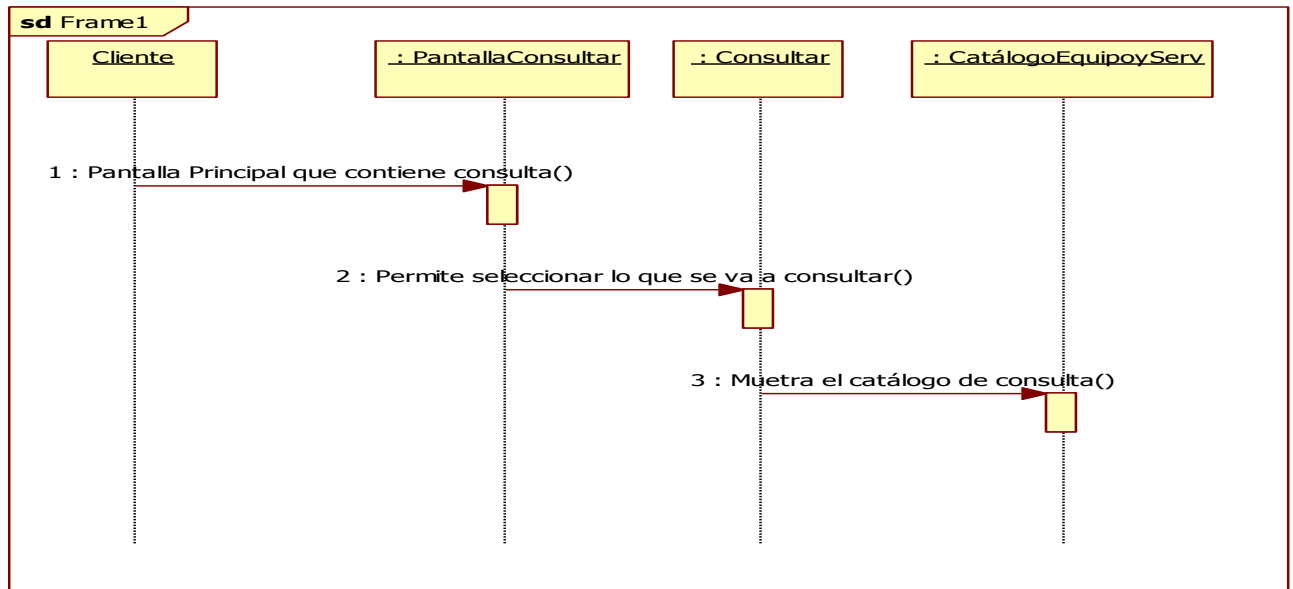 sd Frame1
Cliente
: PantallaConsultar
: Consultar
: CatálogoEquipoyServ
1 : Pantalla Principal que contiene consulta()
2 : Permite seleccionar lo que se va a consultar()
3 : Muetra el catálogo de consulta()